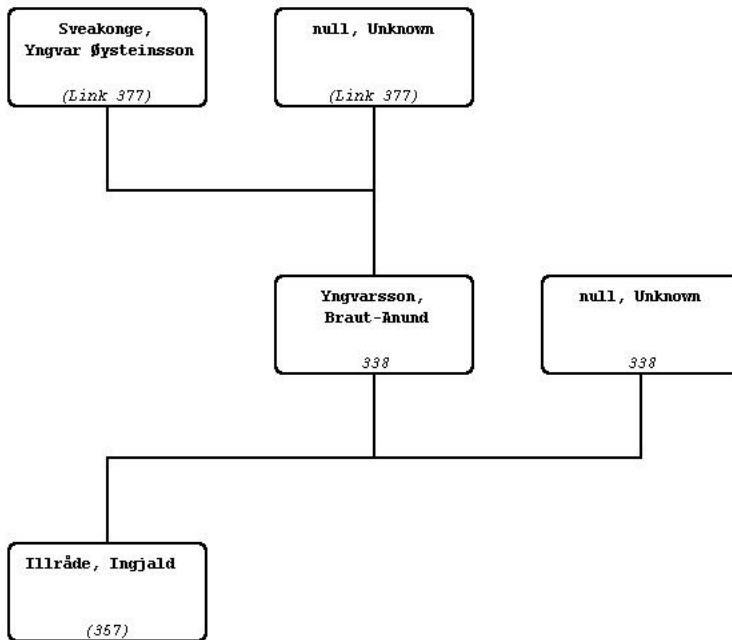 Sveakonge,
Yngvar Øysteinsson
(Link 377)
null, Unknown
(Link 377)
Yngvarsson,
Braut-Anund
338
null, Unknown
338
Illråde, Ingjald
(357)